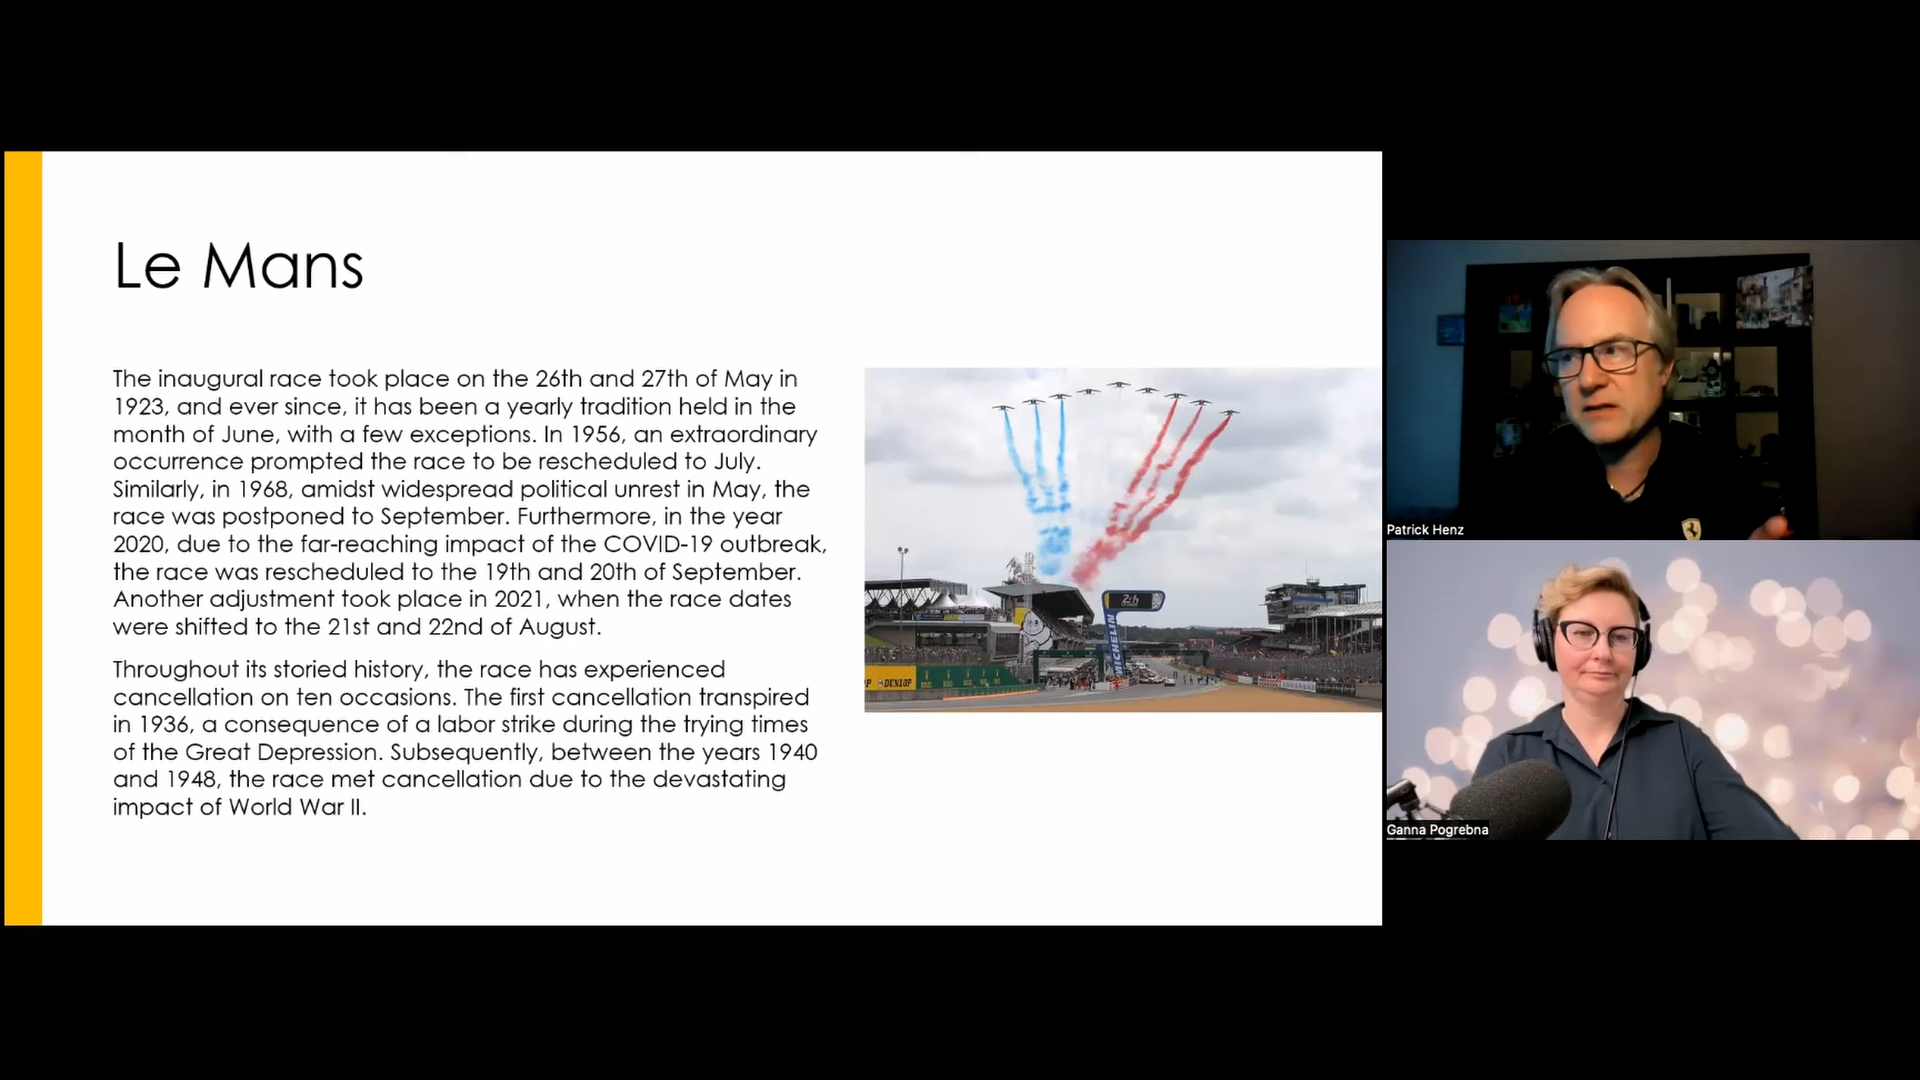 Le Mans
The inaugural race took place on the 26th and 27th of May in
1923, and ever since, it has been a yearly tradition held in the
month of June, with a few exceptions. In 1956, an extraordinary
occurrence prompted the race to be rescheduled to July.
Similarly, in 1968, amidst widespread political unrest in May, the
race was postponed to September. Furthermore, in the year
2020, due to the far-reaching impact of the COVID-19 outbreak,
the race was rescheduled to the 19th and 20th of September.
Another adjustment took place in 2021, when the race dates
were shifted to the 21st and 22nd of August.
Throughout its storied history, the race has experienced
cancellation on ten occasions. The first cancellation transpired
in 1936, a consequence of a labor strike during the trying times
of the Great Depression. Subsequently, between the years 1940
and 1948, the race met cancellation due to the devastating
impact of World War II.
24h
MICHELIN
DUNLOP
Patrick Henz
Ganna Pogrebna